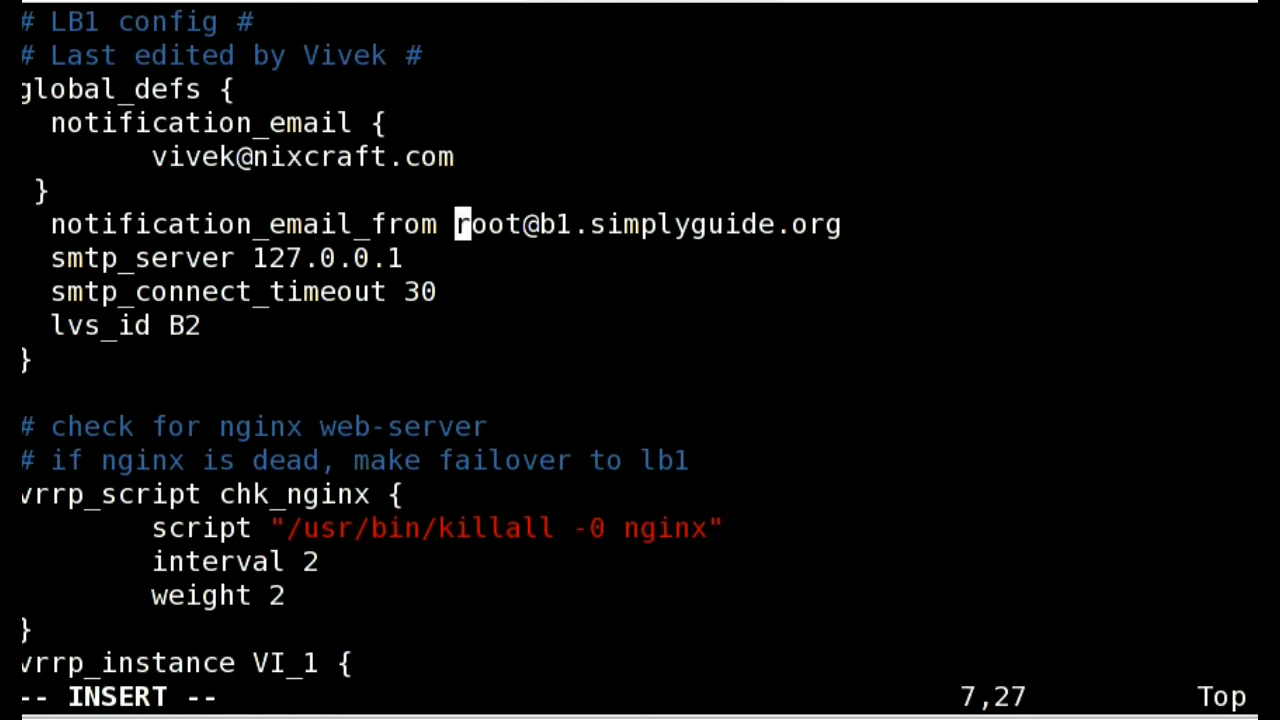 # LB1 config #
# Last edited by Vivek #
global_defs {
notification_email {
vivek@nixcraft.com
}
notification_email_from root@b1.simplyguide.org
smtp_server 127.0.0.1
smtp_connect_timeout 30
lvs_id B2
}
# check for nginx web-server
# if nginx is dead, make failover to lb1
vrrp_script chk_nginx {
script "/usr/bin/killall -0 nginx"
interval 2
weight 2
}
vrrp_instance VI_1 {
-- INSERT -- 7,27 Top